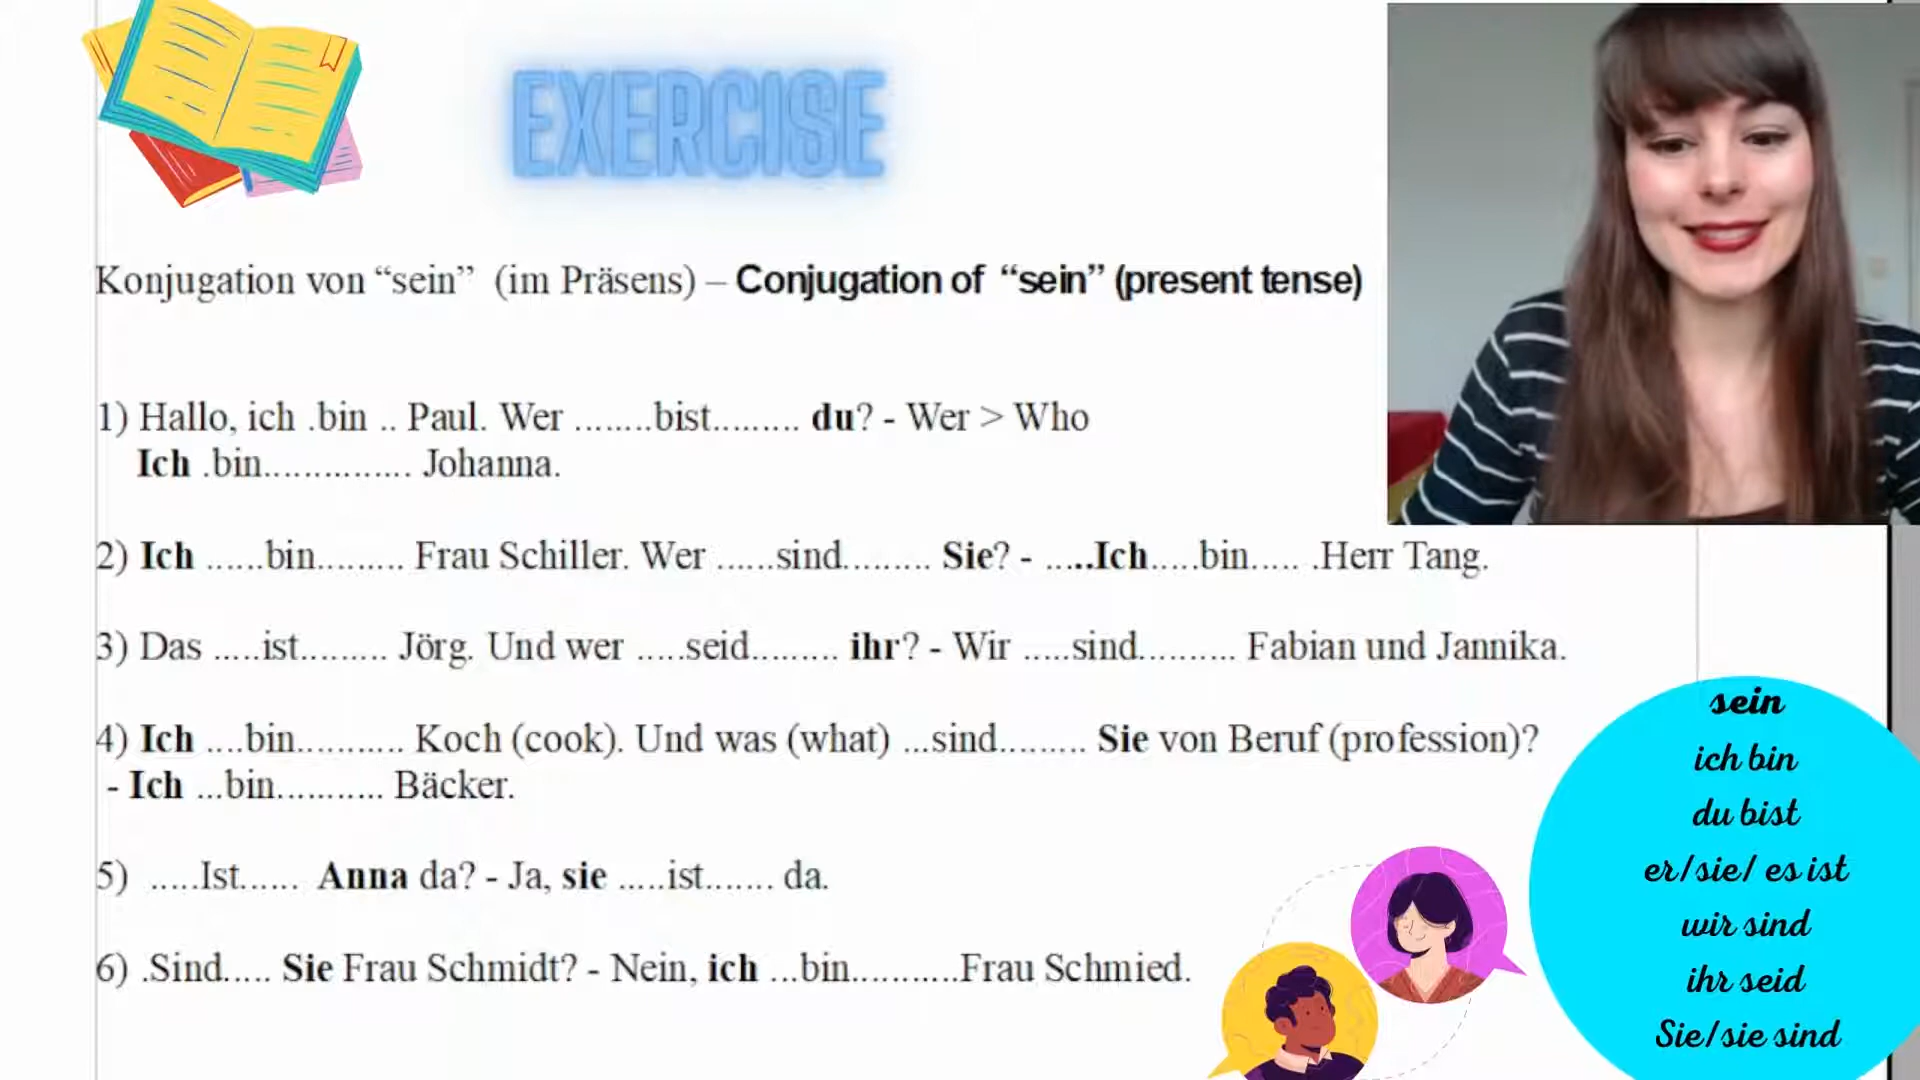 EXERCISE
Konjugation von “sein” (im Präsens) – Conjugation of “sein” (present tense)
1) Hallo, ich .bin .. Paul. Wer ........bist......... du? - Wer > Who
Ich .bin............... Johanna.
2) Ich ......bin......... Frau Schiller. Wer ......sind......... Sie? - .....Ich.....bin..... .Herr Tang.
3) Das .....ist......... Jörg. Und wer .....seid......... ihr? - Wir .....sind.......... Fabian und Jannika.
4) Ich ....bin........... Koch (cook). Und was (what) ...sind......... Sie von Beruf (profession)?
- Ich ...bin........... Bäcker.
5) .....Ist...... Anna da? - Ja, sie .....ist....... da.
6) .Sind..... Sie Frau Schmidt? - Nein, ich ...bin...........Frau Schmied.
sein
ich bin
du bist
er/sie/ es ist
wir sind
ihr seid
Sie/sie sind